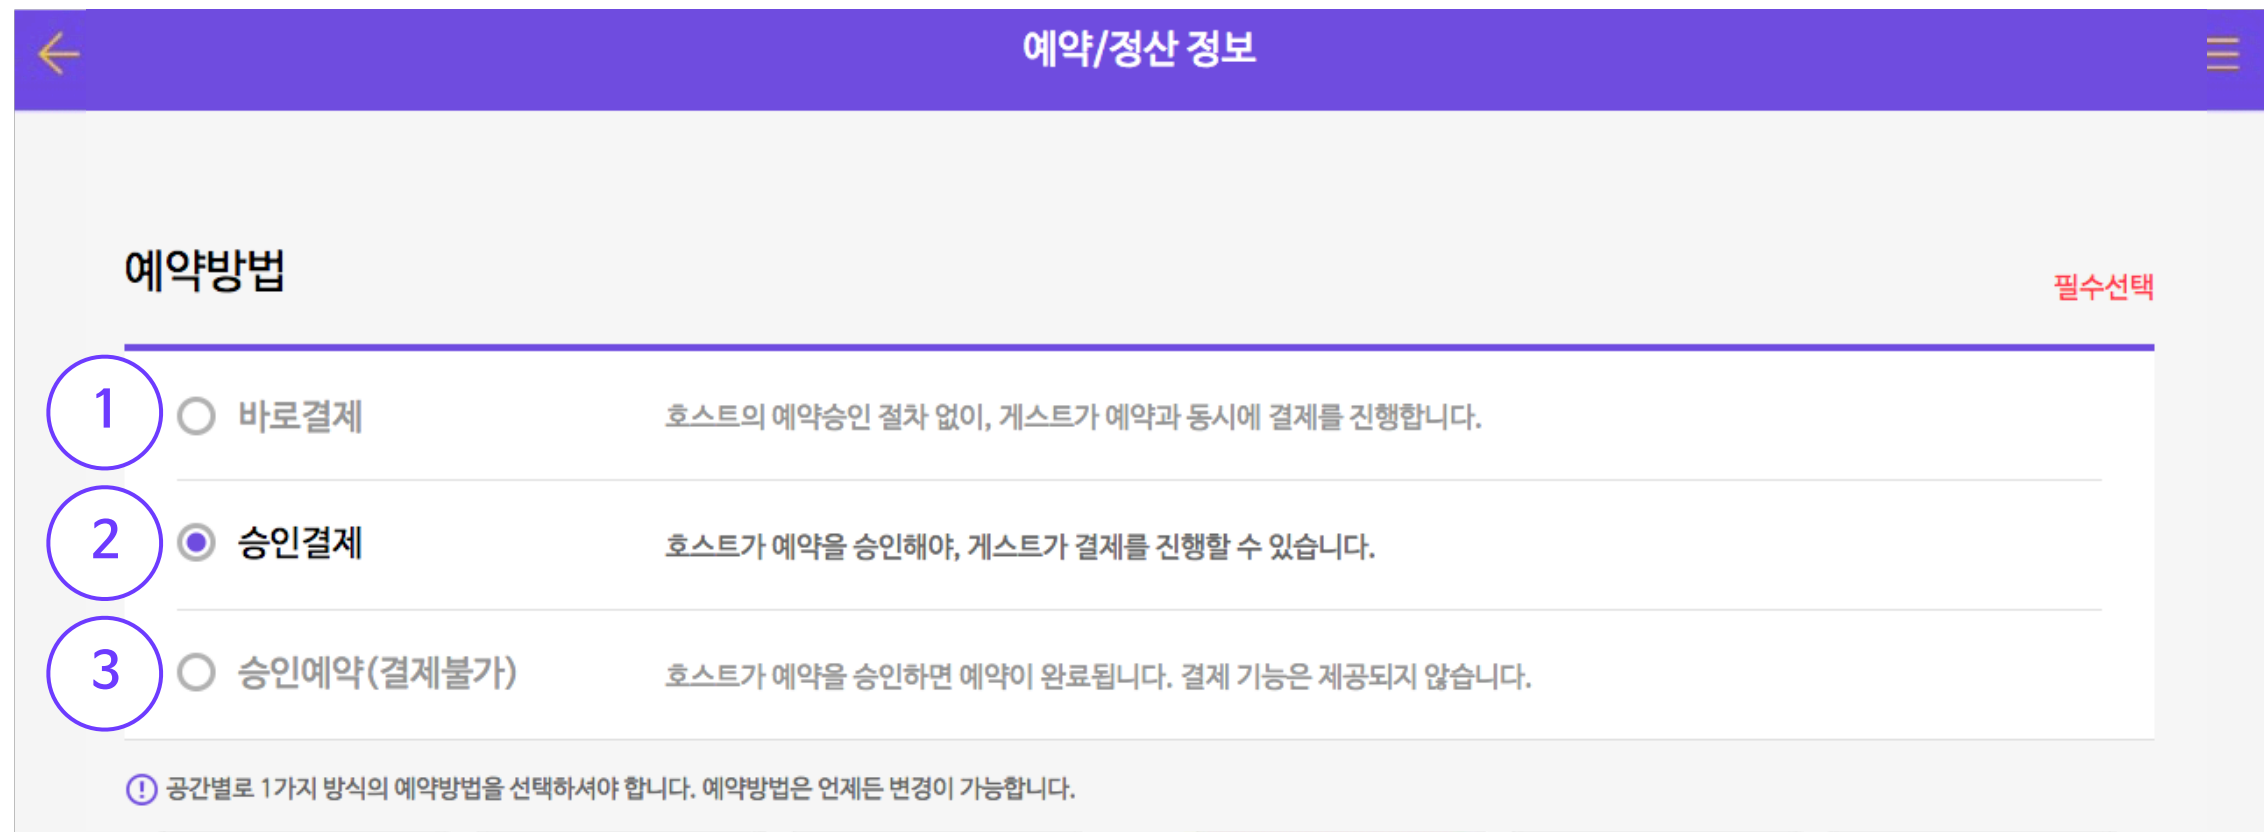 예약/정산 정보
예약방법
필수선택
1 바로결제 호스트의 예약승인 절차 없이, 게스트가 예약과 동시에 결제를 진행합니다.
2 승인결제 호스트가 예약을 승인해야, 게스트가 결제를 진행할 수 있습니다.
3 승인예약(결제불가) 호스트가 예약을 승인하면 예약이 완료됩니다. 결제 기능은 제공되지 않습니다.
공간별로 1가지 방식의 예약방법을 선택하셔야 합니다. 예약방법은 언제든 변경이 가능합니다.